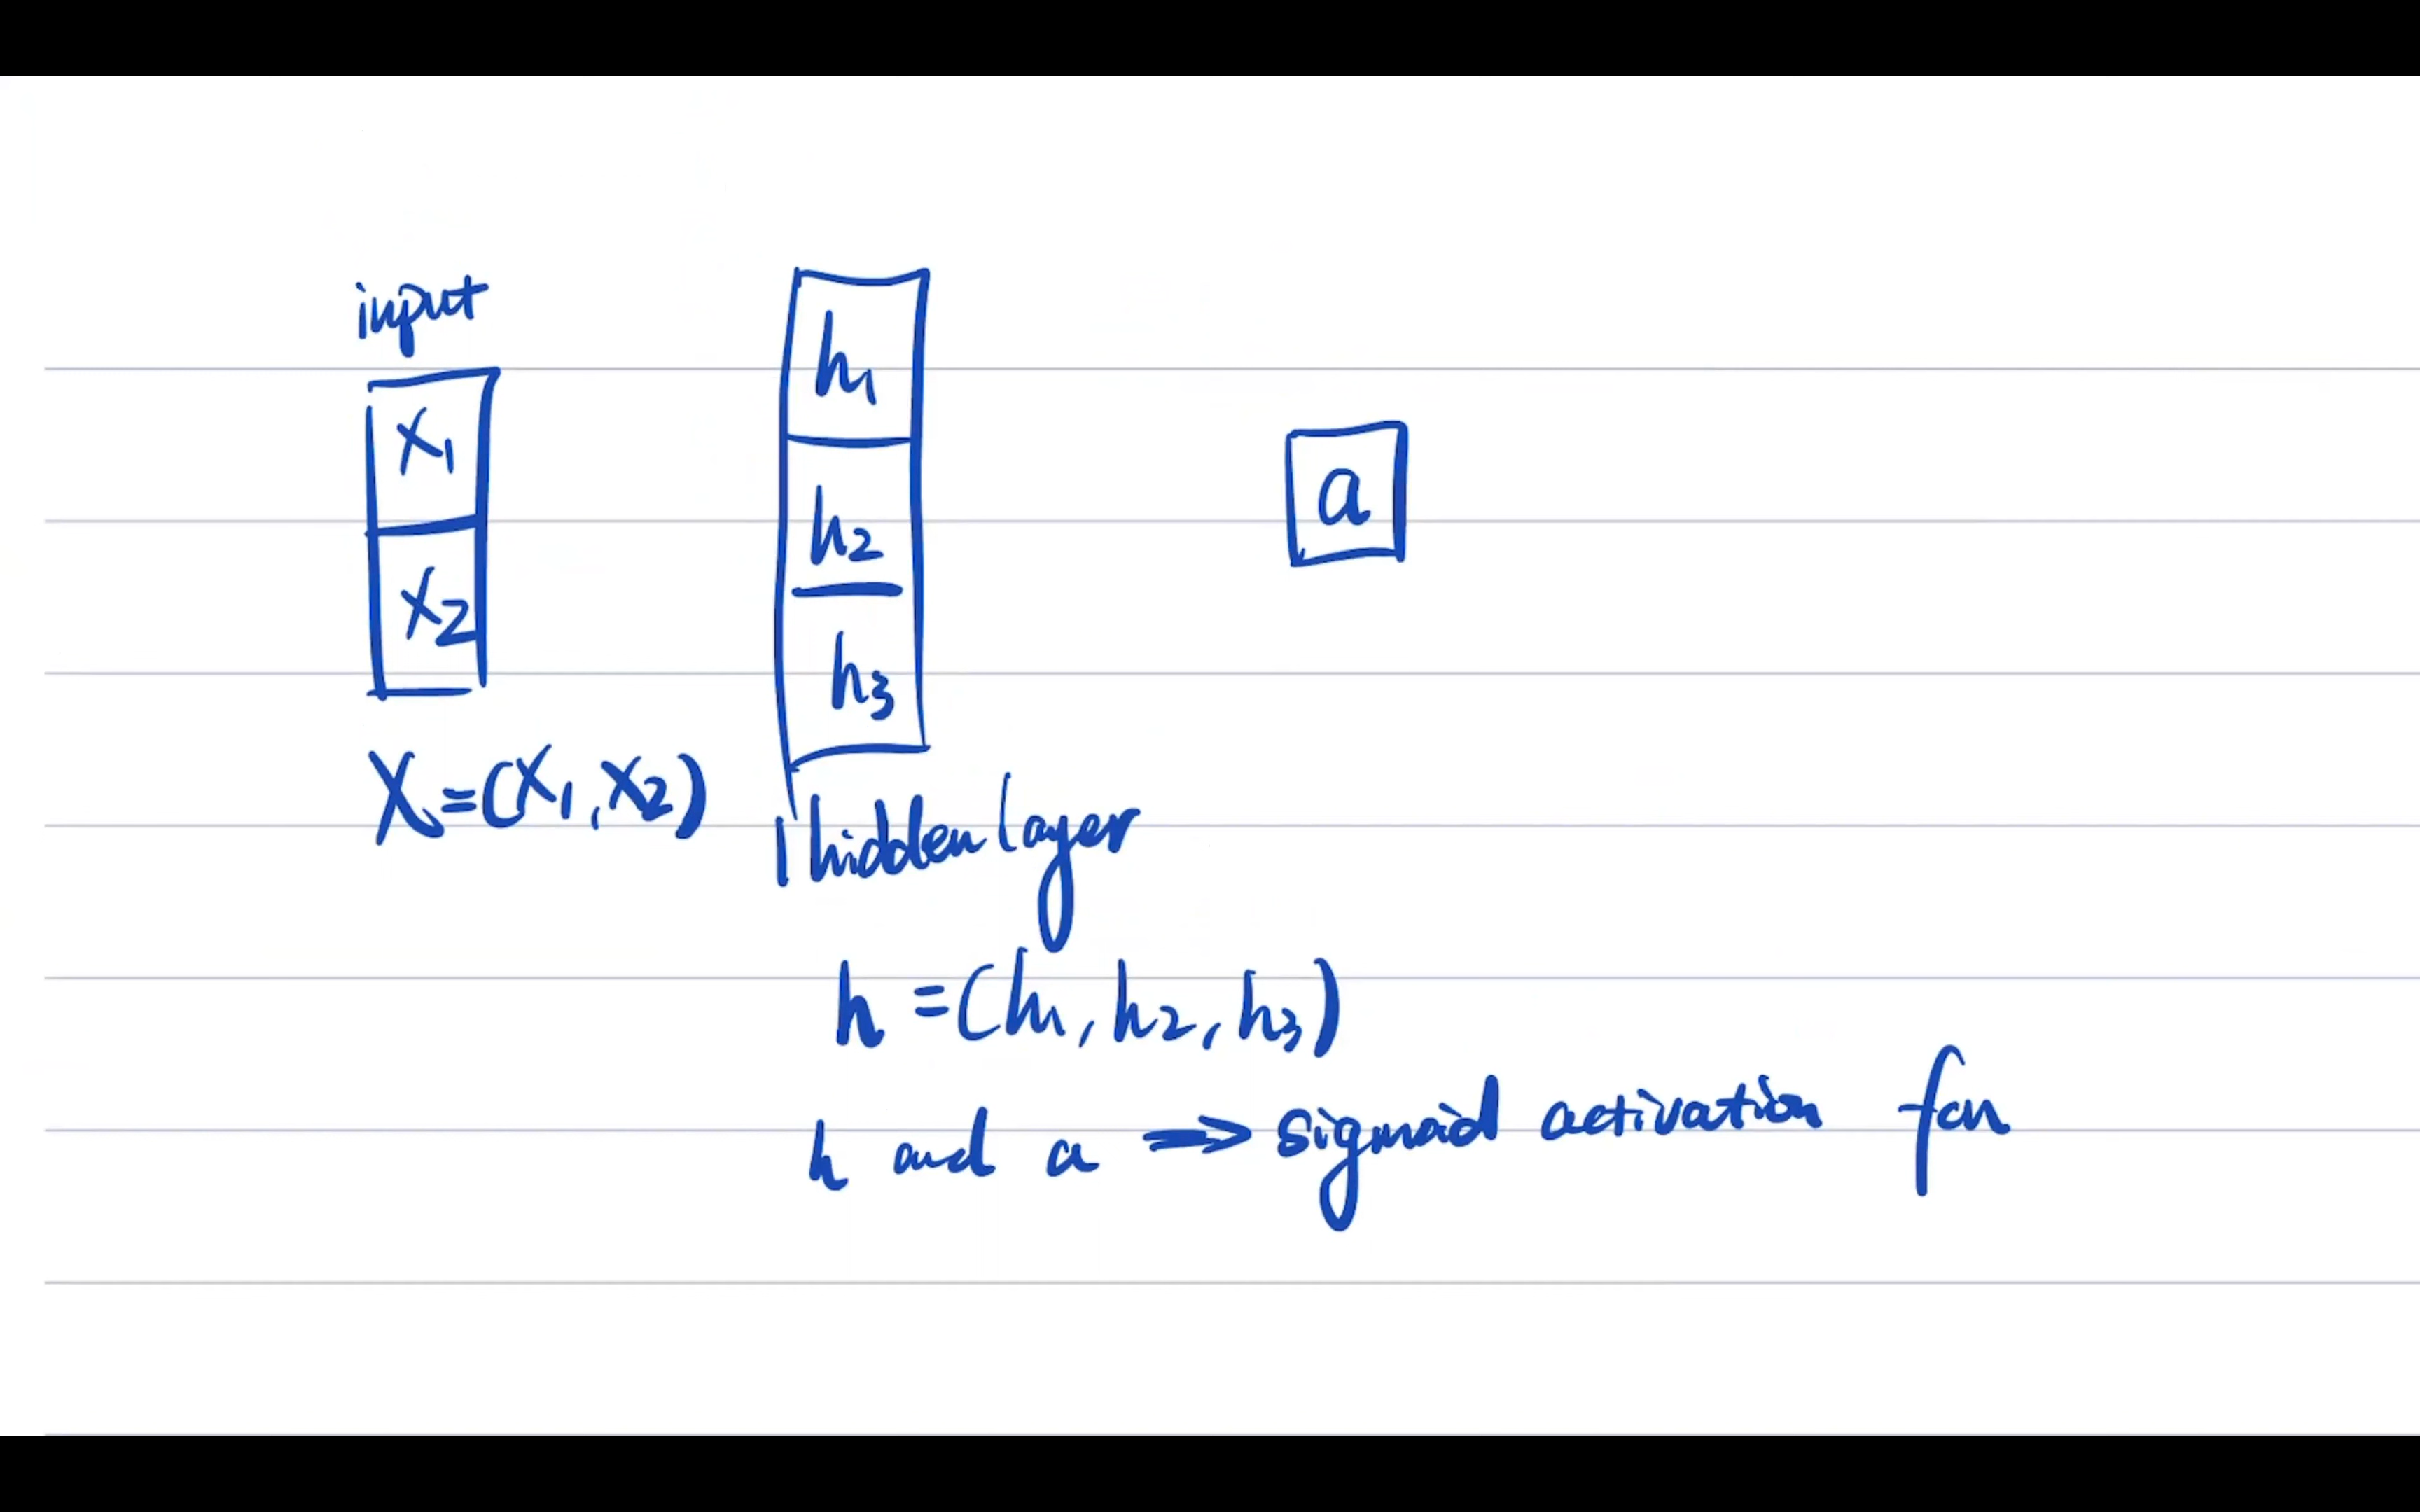 input
x1
x2
X=(x1,x2)
h1
h2
h3
1 hidden layer
h=(h1,h2,h3)
a
h and a ⇒ sigmoid activation fcn